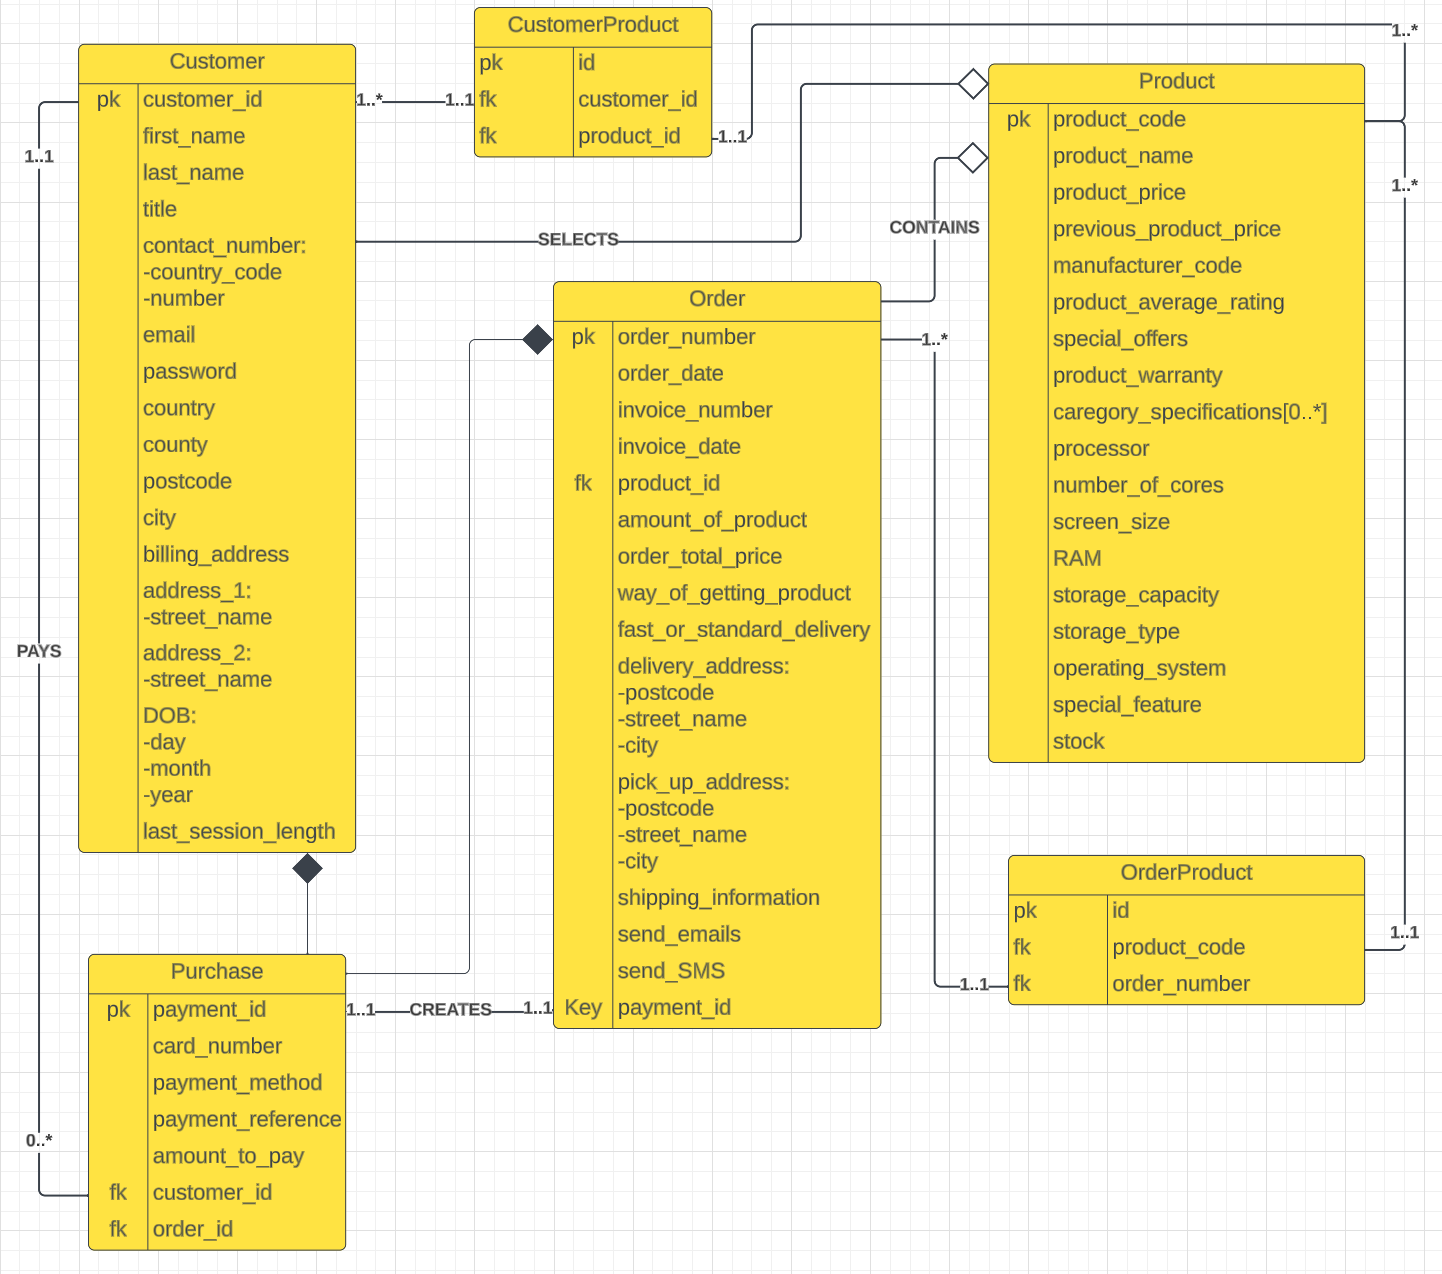 CustomerProduct
pk id
fk customer_id
fk product_id
Customer
pk customer_id
first_name
last_name
title
contact_number:
-country_code
-number
email
password
country
county
postcode
city
billing_address
address_1:
-street_name
address_2:
-street_name
DOB:
-day
-month
-year
last_session_length
1..*
1..1
1..1
1..*
1..*
1..1
SELECTS
CONTAINS
Product
pk product_code
product_name
product_price
previous_product_price
manufacturer_code
product_average_rating
special_offers
product_warranty
caregory_specifications[0..*]
processor
number_of_cores
screen_size
RAM
storage_capacity
storage_type
operating_system
special_feature
stock
Order
pk order_number
order_date
invoice_number
invoice_date
fk product_id
amount_of_product
order_total_price
way_of_getting_product
fast_or_standard_delivery
delivery_address:
-postcode
-street_name
-city
pick_up_address:
-postcode
-street_name
-city
shipping_information
send_emails
send_SMS
Key payment_id
1..*
PAYS
OrderProduct
pk id
fk product_code
fk order_number
1..1
1..1
Purchase
pk payment_id
card_number
payment_method
payment_reference
amount_to_pay
fk customer_id
fk order_id
1..1
CREATES
1..1
0..*